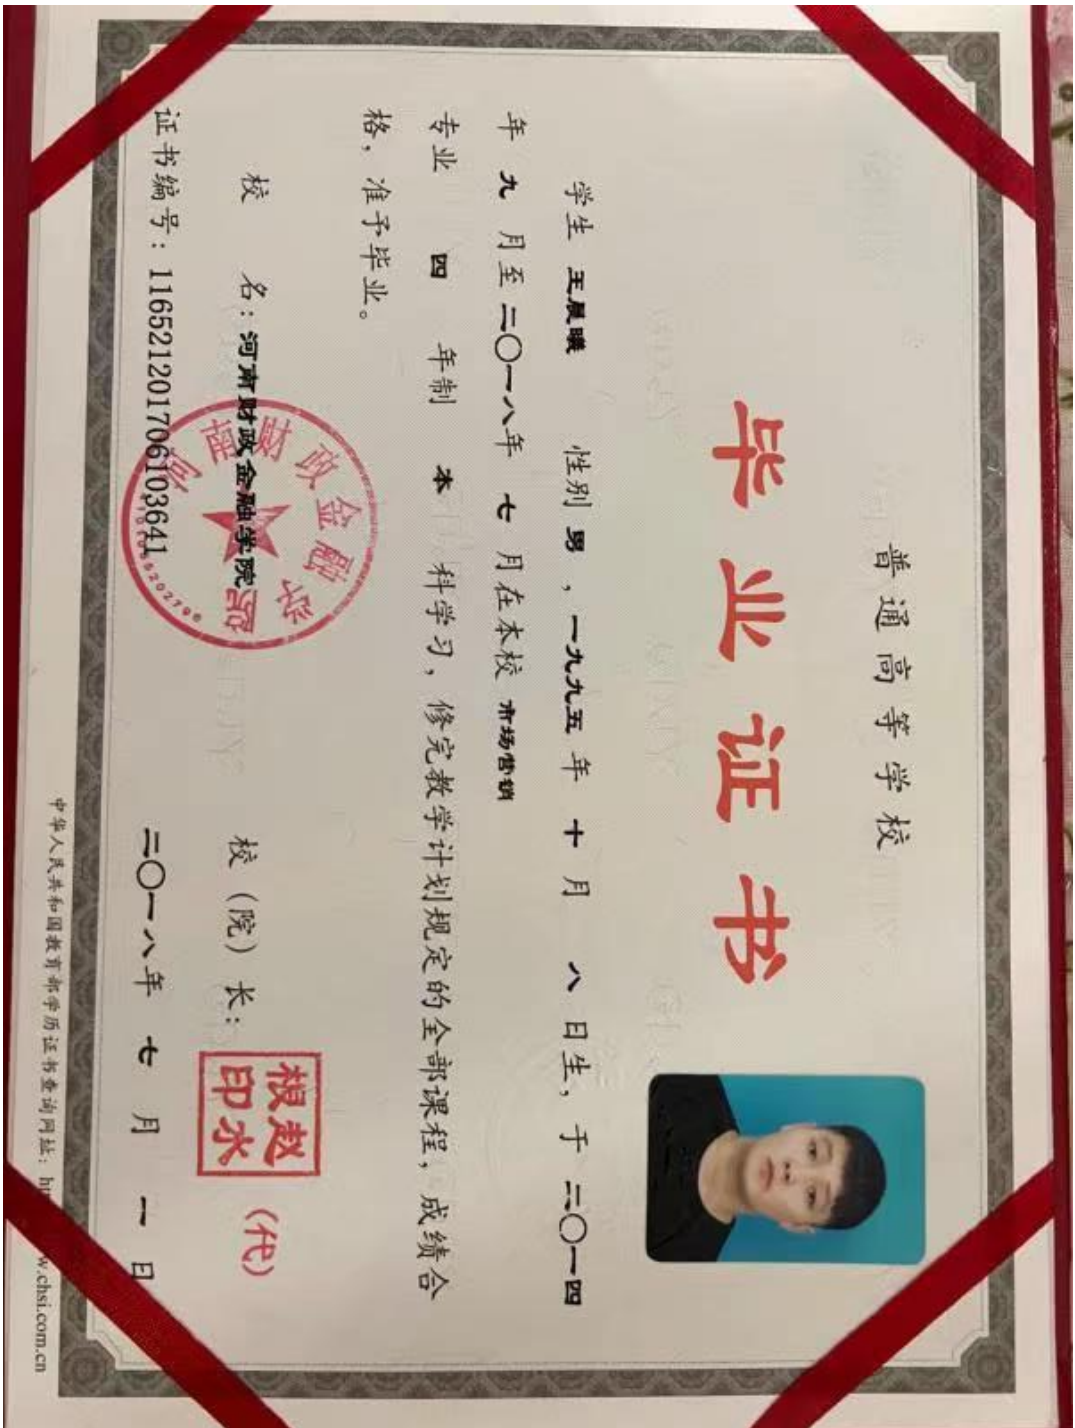 普通高等学校
毕业证书
学生 王晨曦 性别 男，一九九五年 十 月 八 日生，于 二〇一四
年 九 月至 二〇一八年 七 月在本校 市场营销
专业 四 年制 本 科学习，修完教学计划规定的全部课程，成绩合
格，准予毕业。
校 名：河南财政金融学院
校（院）长：
赵根水印
（代）
证书编号：116521201706103641
二〇一八年 七 月 一 日
河南财政金融学院
中华人民共和国教育部学历证书查询网址：
w.chsi.com.cn